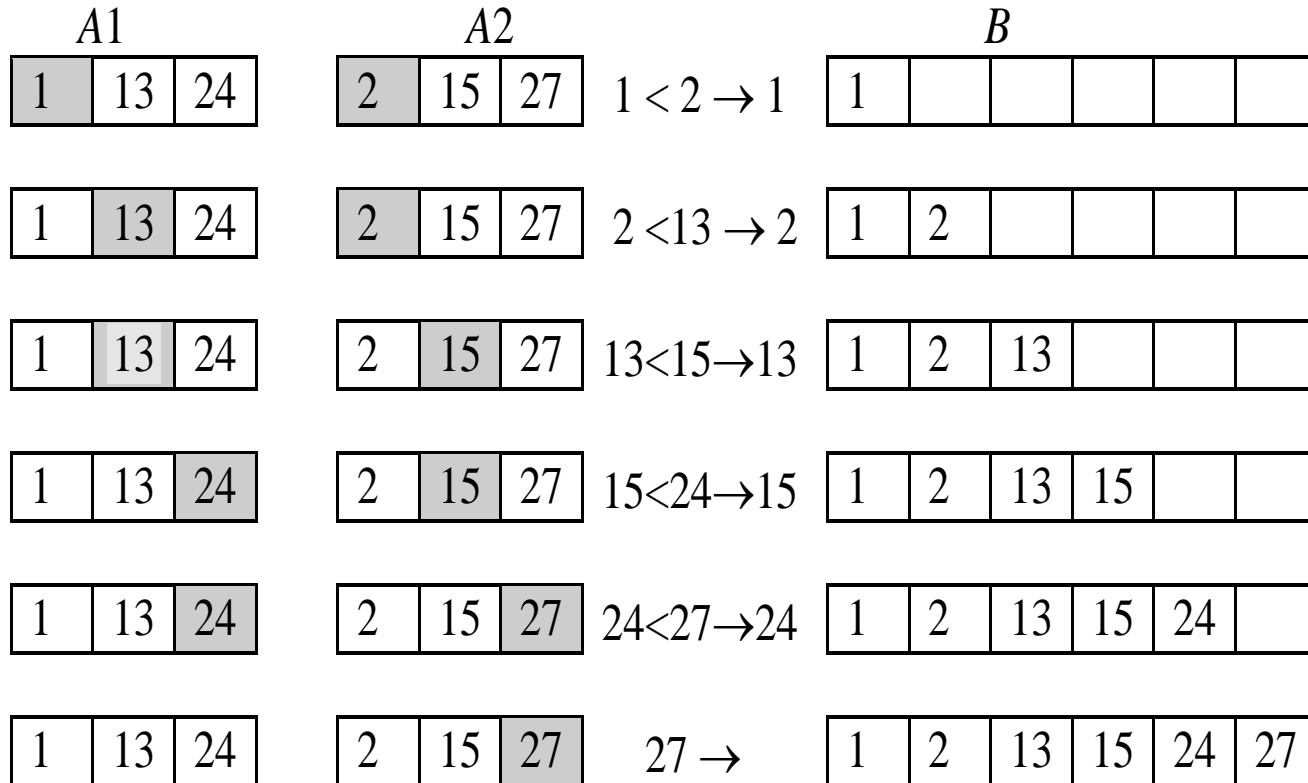 A1 A2 B
1 13 24 2 15 27 1 < 2 → 1 1
1 13 24 2 15 27 2 <13 → 2 1 2
1 13 24 2 15 27 13<15→13 1 2 13
1 13 24 2 15 27 15<24→15 1 2 13 15
1 13 24 2 15 27 24<27→24 1 2 13 15 24
1 13 24 2 15 27 27 → 1 2 13 15 24 27